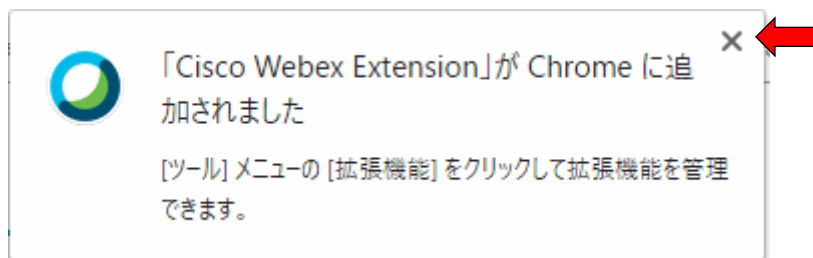 「Cisco Webex Extension」が Chrome に追
加されました
[ツール] メニューの [拡張機能] をクリックして拡張機能を管理
できます。